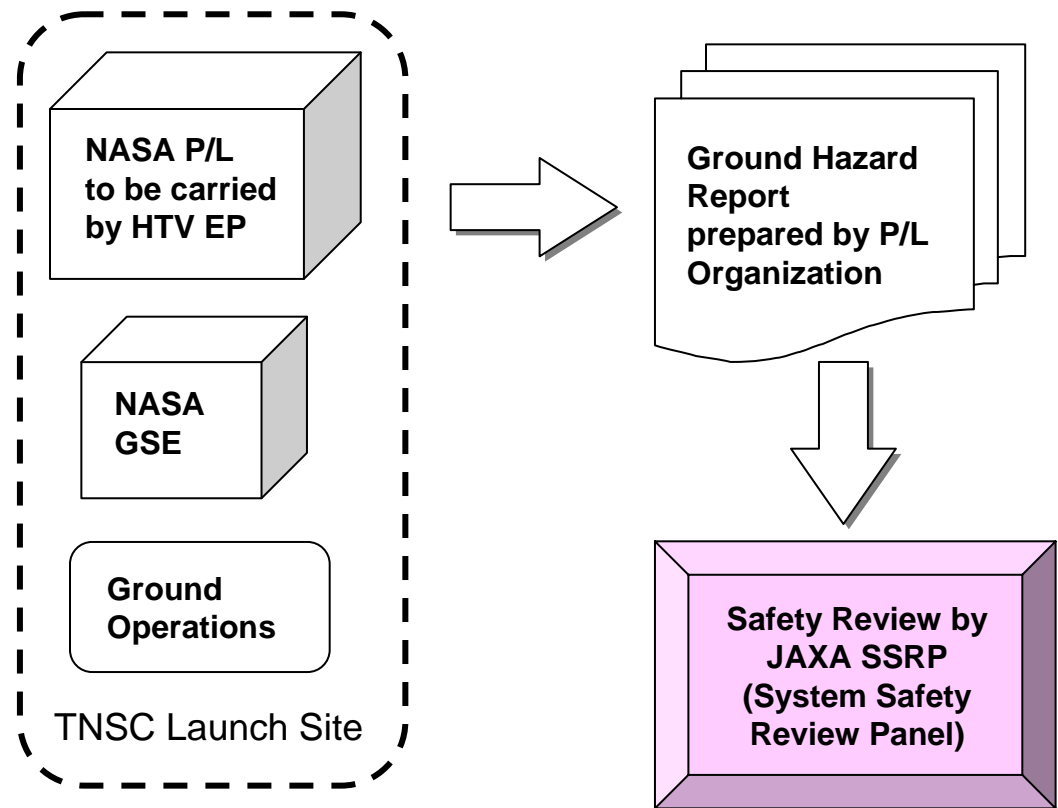 NASA P/L
to be carried
by HTV EP
NASA
GSE
Ground
Operations
TNSC Launch Site
Ground Hazard
Report
prepared by P/L
Organization
Safety Review by
JAXA SSRP
(System Safety
Review Panel)